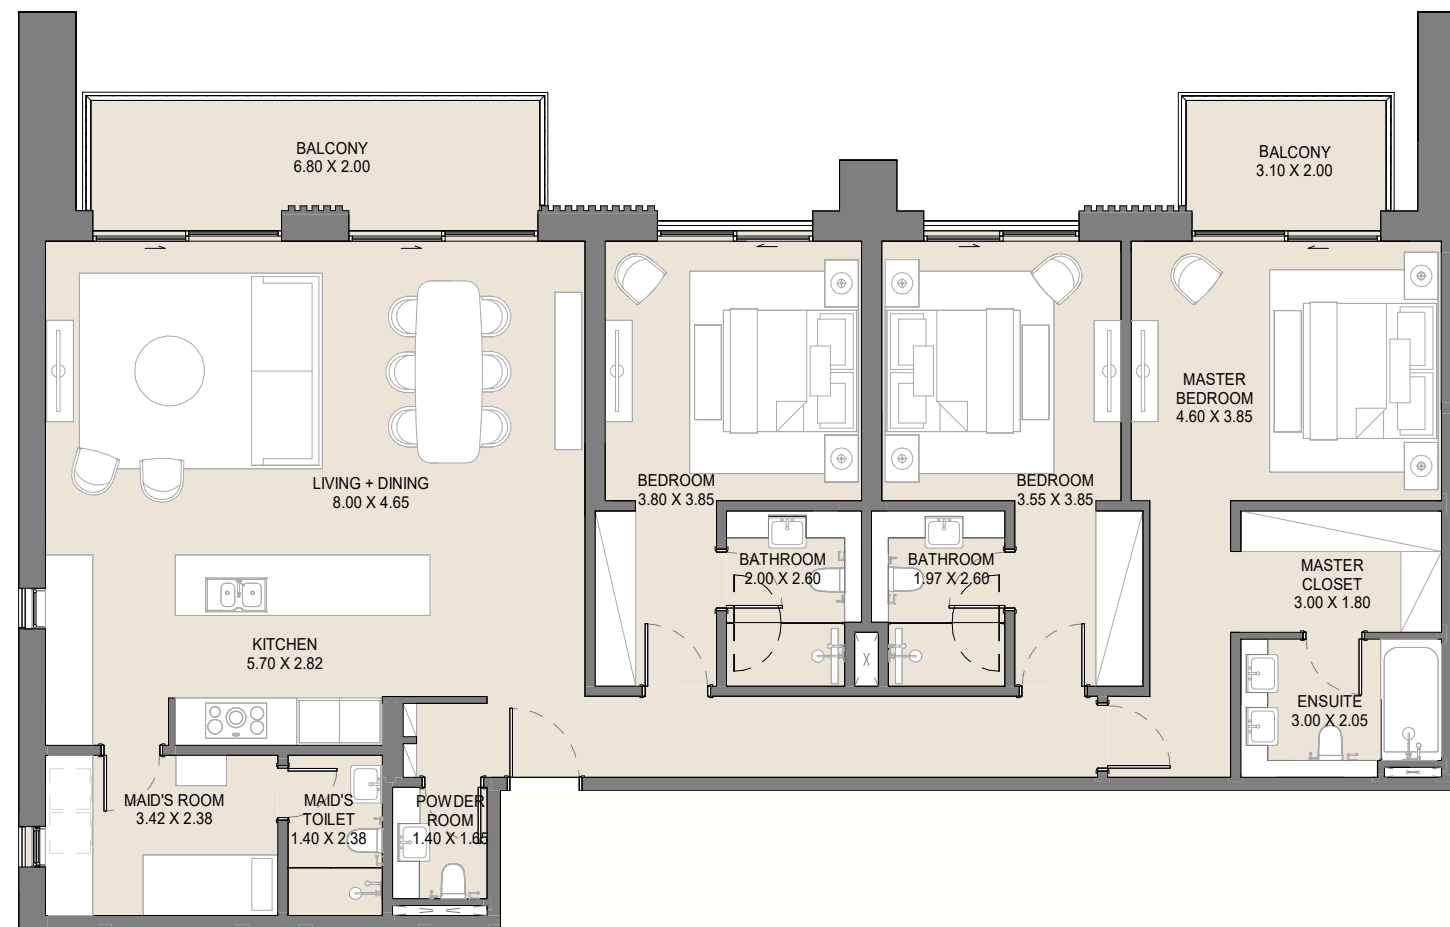 BALCONY
6.80 X 2.00
BALCONY
3.10 X 2.00
LIVING + DINING
8.00 X 4.65
BEDROOM
3.80 X 3.85
BEDROOM
3.55 X 3.85
MASTER
BEDROOM
4.60 X 3.85
BATHROOM
2.00 X 2.60
BATHROOM
1.97 X 2.60
MASTER
CLOSET
3.00 X 1.80
KITCHEN
5.70 X 2.82
ENSUITE
3.00 X 2.05
MAID'S ROOM
3.42 X 2.38
MAID'S
TOILET
1.40 X 2.38
POWDER
ROOM
1.40 X 1.65